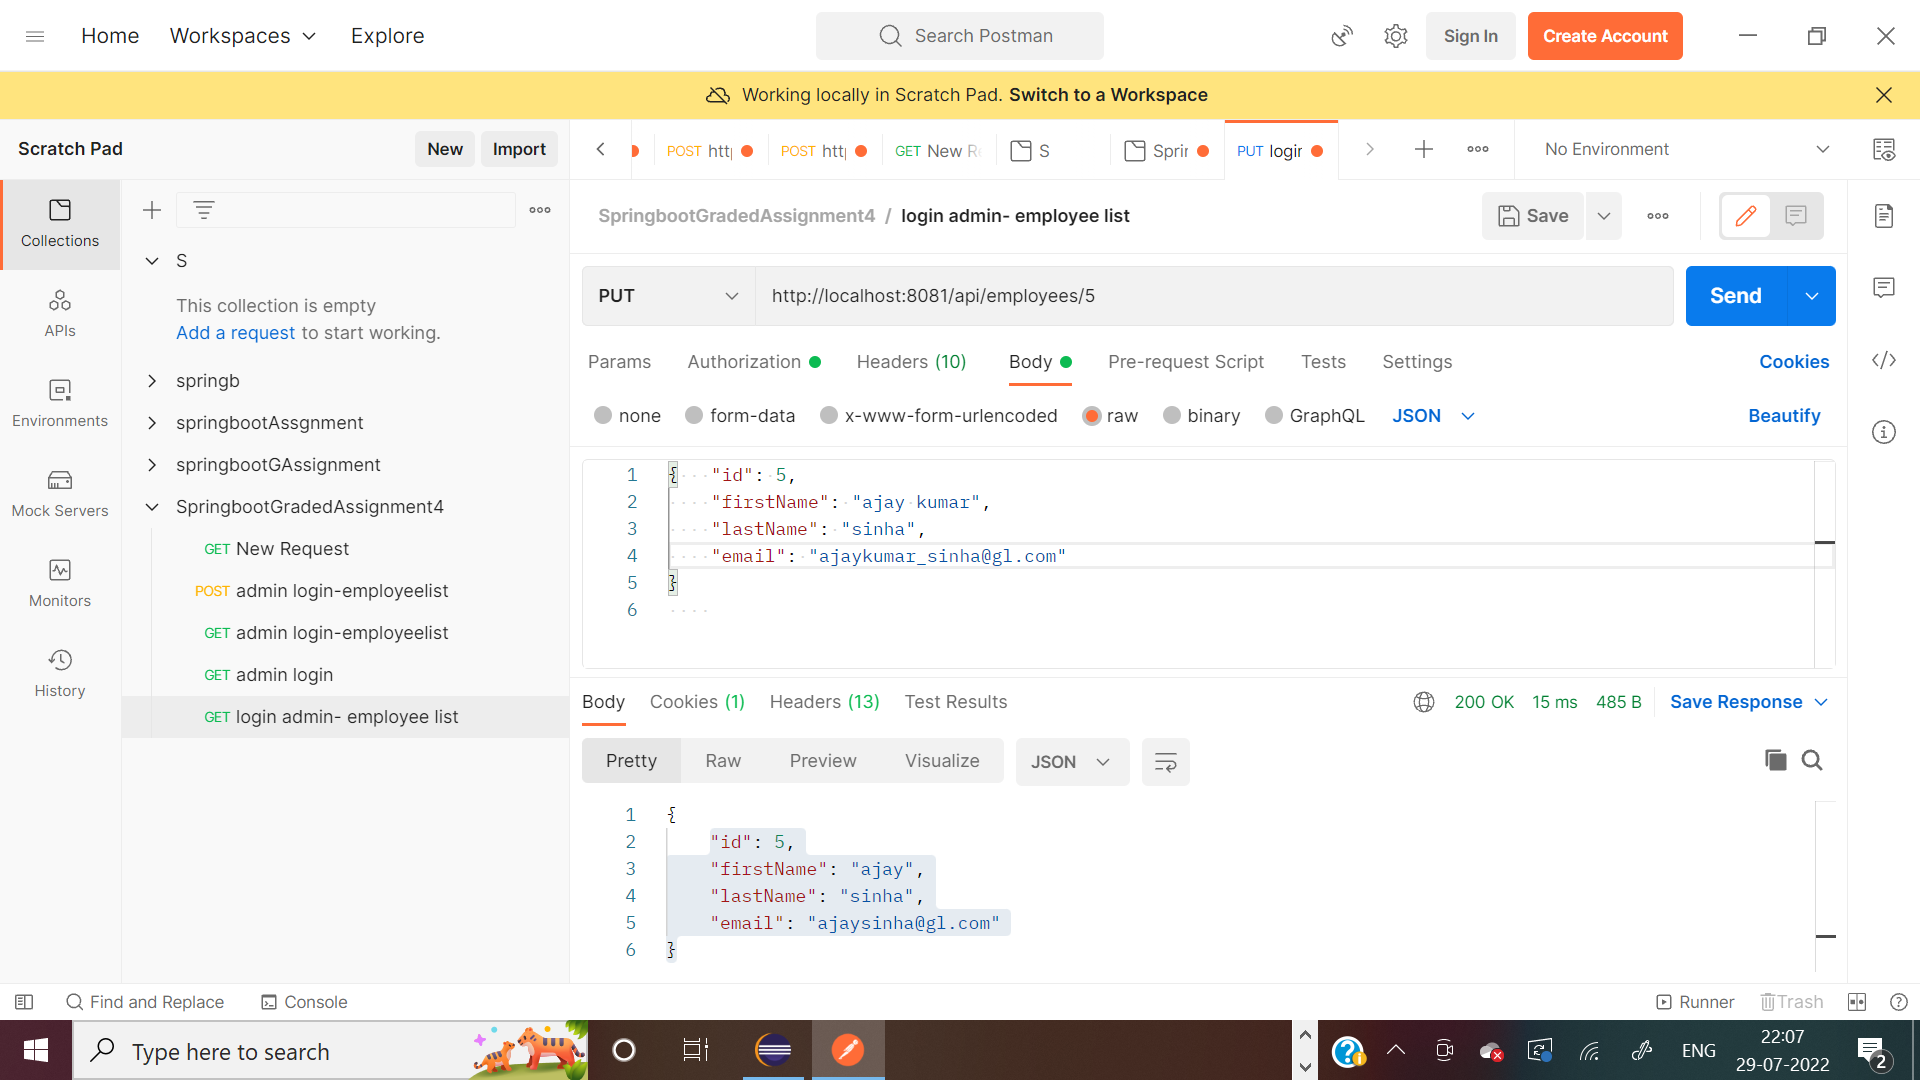 Home Workspaces Explore Search Postman Sign In Create Account
Working locally in Scratch Pad. Switch to a Workspace
Scratch Pad New Import
POST GET New S PUT No Environment
SpringbootGradedAssignment4 / login admin- employee list Save
Collections
APIs
Environments
Mock Servers
Monitors
History
S
This collection is empty
Add a request to start working.
springb
springbootAssgnment
springbootGAssignment
SpringbootGradedAssignment4
GET New Request
POST admin login-employeelist
GET admin login-employeelist
GET admin login
GET login admin- employee list
PUT http://localhost:8081/api/employees/5 Send
Params Authorization Headers (10) Body Pre-request Script Tests Settings Cookies
none form-data x-www-form-urlencoded raw binary GraphQL JSON Beautify
1 { "id": 5,
2 "firstName": "ajay kumar",
3 "lastName": "sinha",
4 "email": "ajaykumar_sinha@gl.com"
5 }
6
Body Cookies (1) Headers (13) Test Results 200 OK 15 ms 485 B Save Response
Pretty Raw Preview Visualize JSON
1 {
2 "id": 5,
3 "firstName": "ajay",
4 "lastName": "sinha",
5 "email": "ajaysinha@gl.com"
6 }
Find and Replace Console Runner Trash
Type here to search ENG 22:07
29-07-2022 2